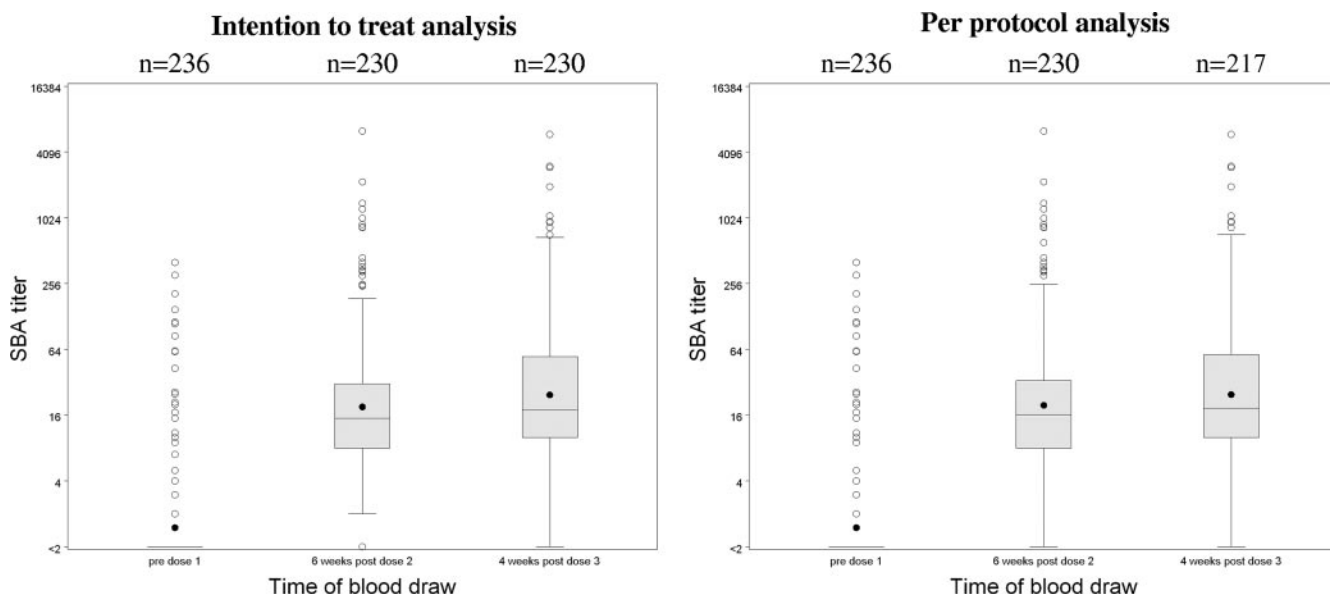 Intention to treat analysis
n=236 n=230 n=230
16384
4096
1024
256
64
16
4
<2
SBA titer
pre dose 1 6 weeks post dose 2 4 weeks post dose 3
Time of blood draw
Per protocol analysis
n=236 n=230 n=217
16384
4096
1024
256
64
16
4
<2
SBA titer
pre dose 1 6 weeks post dose 2 4 weeks post dose 3
Time of blood draw